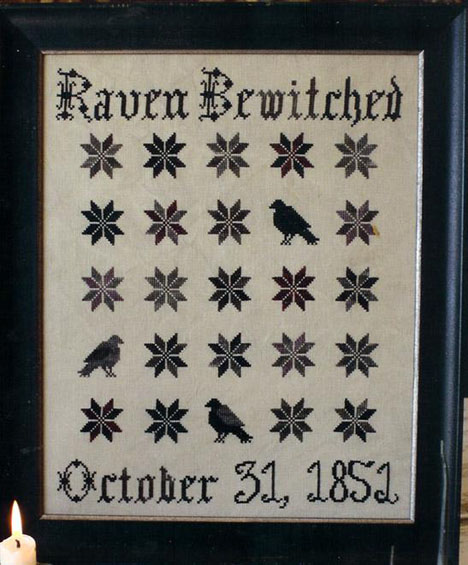 Raven Bewitched
October 31, 1851